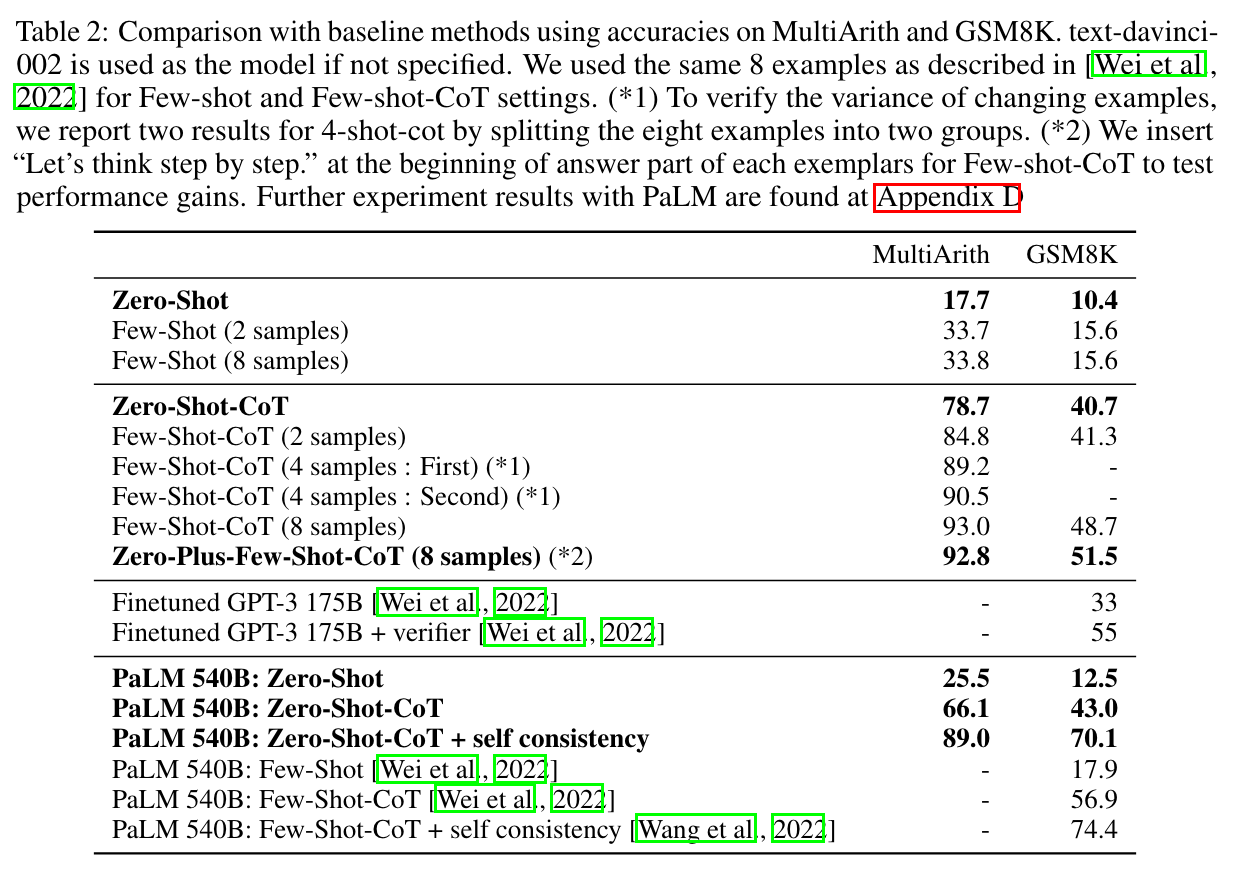 Table 2: Comparison with baseline methods using accuracies on MultiArith and GSM8K. text-davinci-
002 is used as the model if not specified. We used the same 8 examples as described in [Wei et al.,
2022] for Few-shot and Few-shot-CoT settings. (*1) To verify the variance of changing examples,
we report two results for 4-shot-cot by splitting the eight examples into two groups. (*2) We insert
“Let’s think step by step.” at the beginning of answer part of each exemplars for Few-shot-CoT to test
performance gains. Further experiment results with PaLM are found at Appendix D
MultiArith GSM8K
Zero-Shot 17.7 10.4
Few-Shot (2 samples) 33.7 15.6
Few-Shot (8 samples) 33.8 15.6
Zero-Shot-CoT 78.7 40.7
Few-Shot-CoT (2 samples) 84.8 41.3
Few-Shot-CoT (4 samples : First) (*1) 89.2 -
Few-Shot-CoT (4 samples : Second) (*1) 90.5 -
Few-Shot-CoT (8 samples) 93.0 48.7
Zero-Plus-Few-Shot-CoT (8 samples) (*2) 92.8 51.5
Finetuned GPT-3 175B [Wei et al., 2022] - 33
Finetuned GPT-3 175B + verifier [Wei et al., 2022] - 55
PaLM 540B: Zero-Shot 25.5 12.5
PaLM 540B: Zero-Shot-CoT 66.1 43.0
PaLM 540B: Zero-Shot-CoT + self consistency 89.0 70.1
PaLM 540B: Few-Shot [Wei et al., 2022] - 17.9
PaLM 540B: Few-Shot-CoT [Wei et al., 2022] - 56.9
PaLM 540B: Few-Shot-CoT + self consistency [Wang et al., 2022] - 74.4